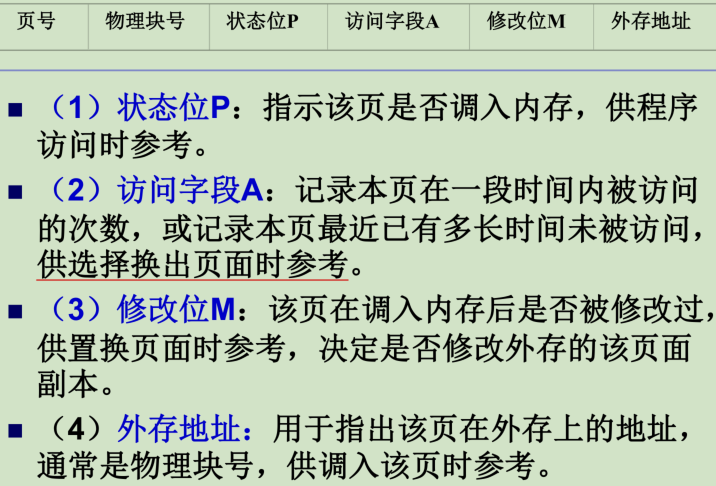 页号 物理块号 状态位P 访问字段A 修改位M 外存地址
■ （1）状态位P：指示该页是否调入内存，供程序
访问时参考。
■ （2）访问字段A：记录本页在一段时间内被访问
的次数，或记录本页最近已有多长时间未被访问，
供选择换出页面时参考。
■ （3）修改位M：该页在调入内存后是否被修改过，
供置换页面时参考，决定是否修改外存的该页面
副本。
■ （4）外存地址：用于指出该页在外存上的地址，
通常是物理块号，供调入该页时参考。